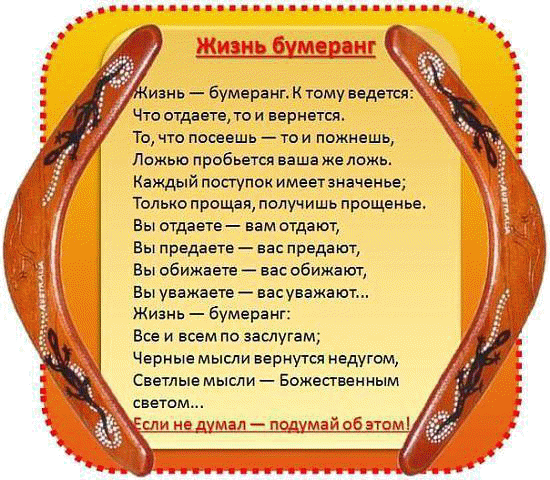 Жизнь бумеранг
Жизнь — бумеранг. К тому ведется:
Что отдаете, то и вернется.
То, что посеешь — то и пожнешь,
Ложью пробьется ваша же ложь.
Каждый поступок имеет значенье;
Только прощая, получишь прощенье.
Вы отдаете — вам отдают,
Вы предаете — вас предают,
Вы обижаете — вас обижают,
Вы уважаете — вас уважают...
Жизнь — бумеранг:
Все и всем по заслугам;
Черные мысли вернутся недугом,
Светлые мысли — Божественным
светом...
Если не думал — подумай об этом!
AUSTRALIA
AUSTRALIA